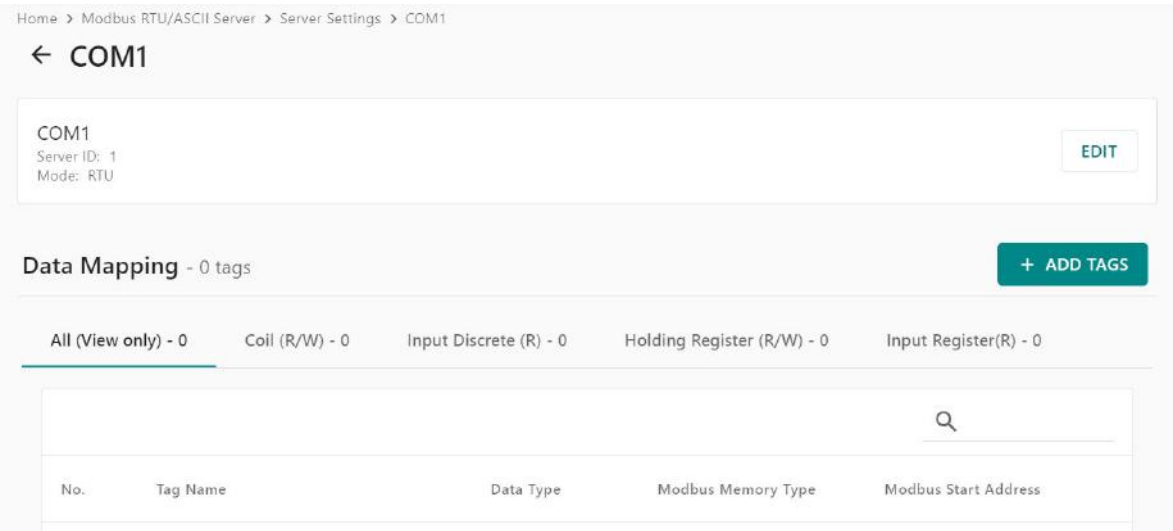 Home > Modbus RTU/ASCII Server > Server Settings > COM1
← COM1
COM1
Server ID: 1
Mode: RTU
EDIT
Data Mapping - 0 tags
+ ADD TAGS
All (View only) - 0 Coil (R/W) - 0 Input Discrete (R) - 0 Holding Register (R/W) - 0 Input Register(R) - 0
No. Tag Name Data Type Modbus Memory Type Modbus Start Address